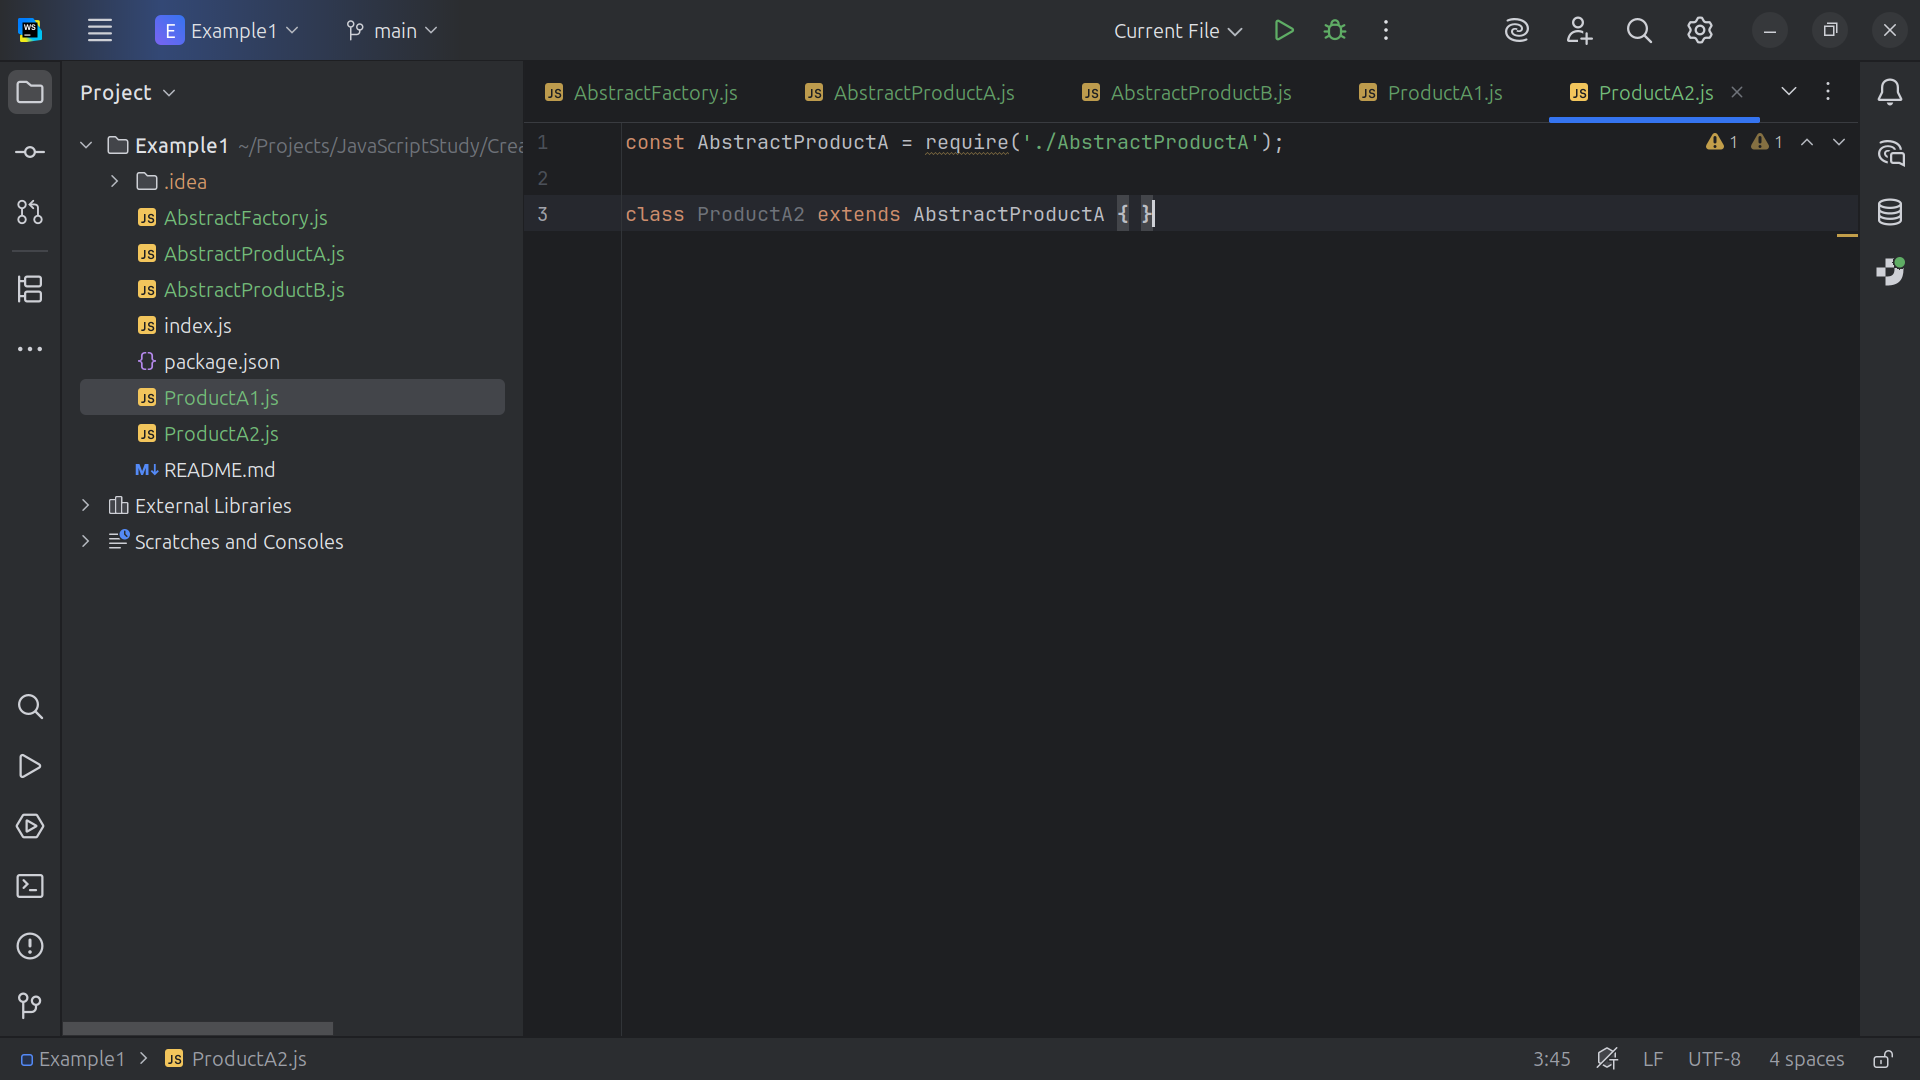 WS
E Example1
main
Current File
Project
JS AbstractFactory.js
JS AbstractProductA.js
JS AbstractProductB.js
JS ProductA1.js
JS ProductA2.js
Example1 ~/Projects/JavaScriptStudy/Crea
.idea
JS AbstractFactory.js
JS AbstractProductA.js
JS AbstractProductB.js
JS index.js
{} package.json
JS ProductA1.js
JS ProductA2.js
M↓ README.md
External Libraries
Scratches and Consoles
1 const AbstractProductA = require('./AbstractProductA');
2
3 class ProductA2 extends AbstractProductA { }
1 1
Example1 > JS ProductA2.js
3:45
LF
UTF-8
4 spaces